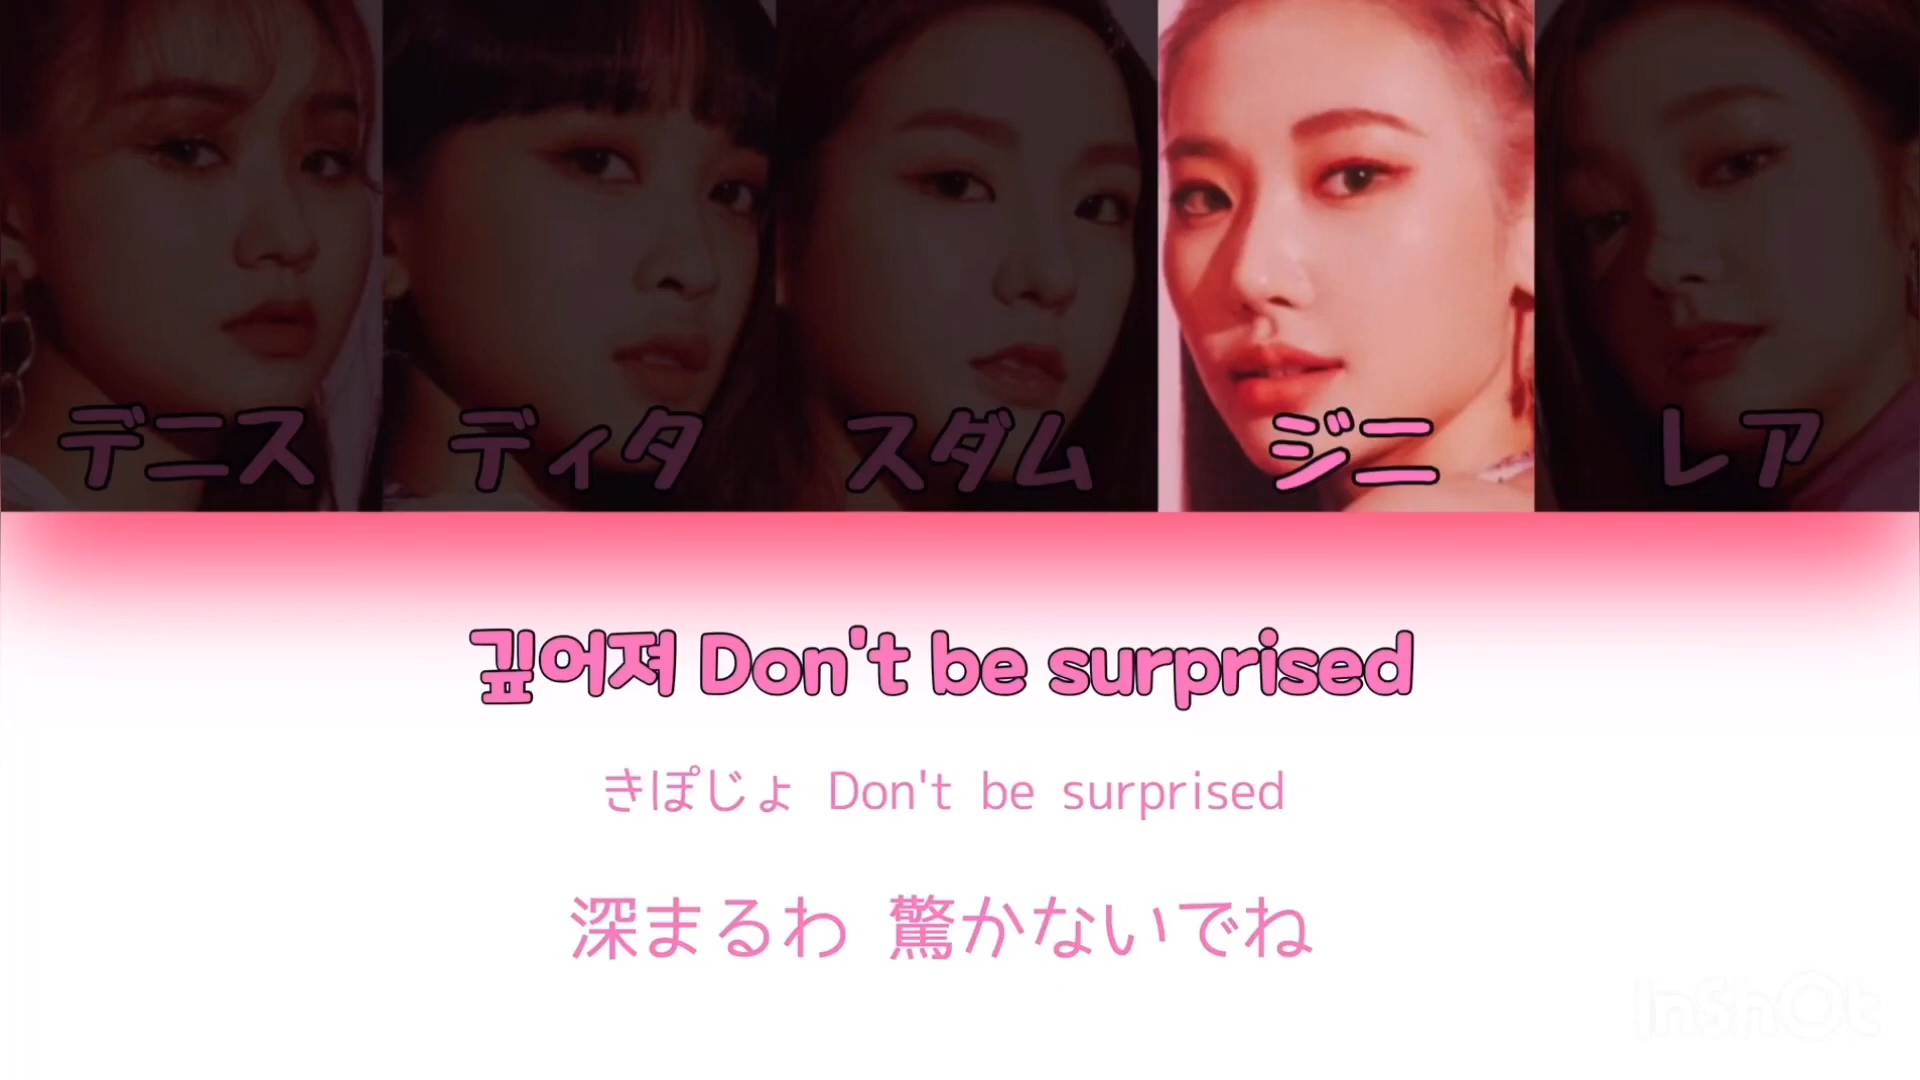 デニス ディタ スダム ジニ レア
깊어져 Don't be surprised
きぽじょ Don't be surprised
深まるわ 驚かないでね
InShOt